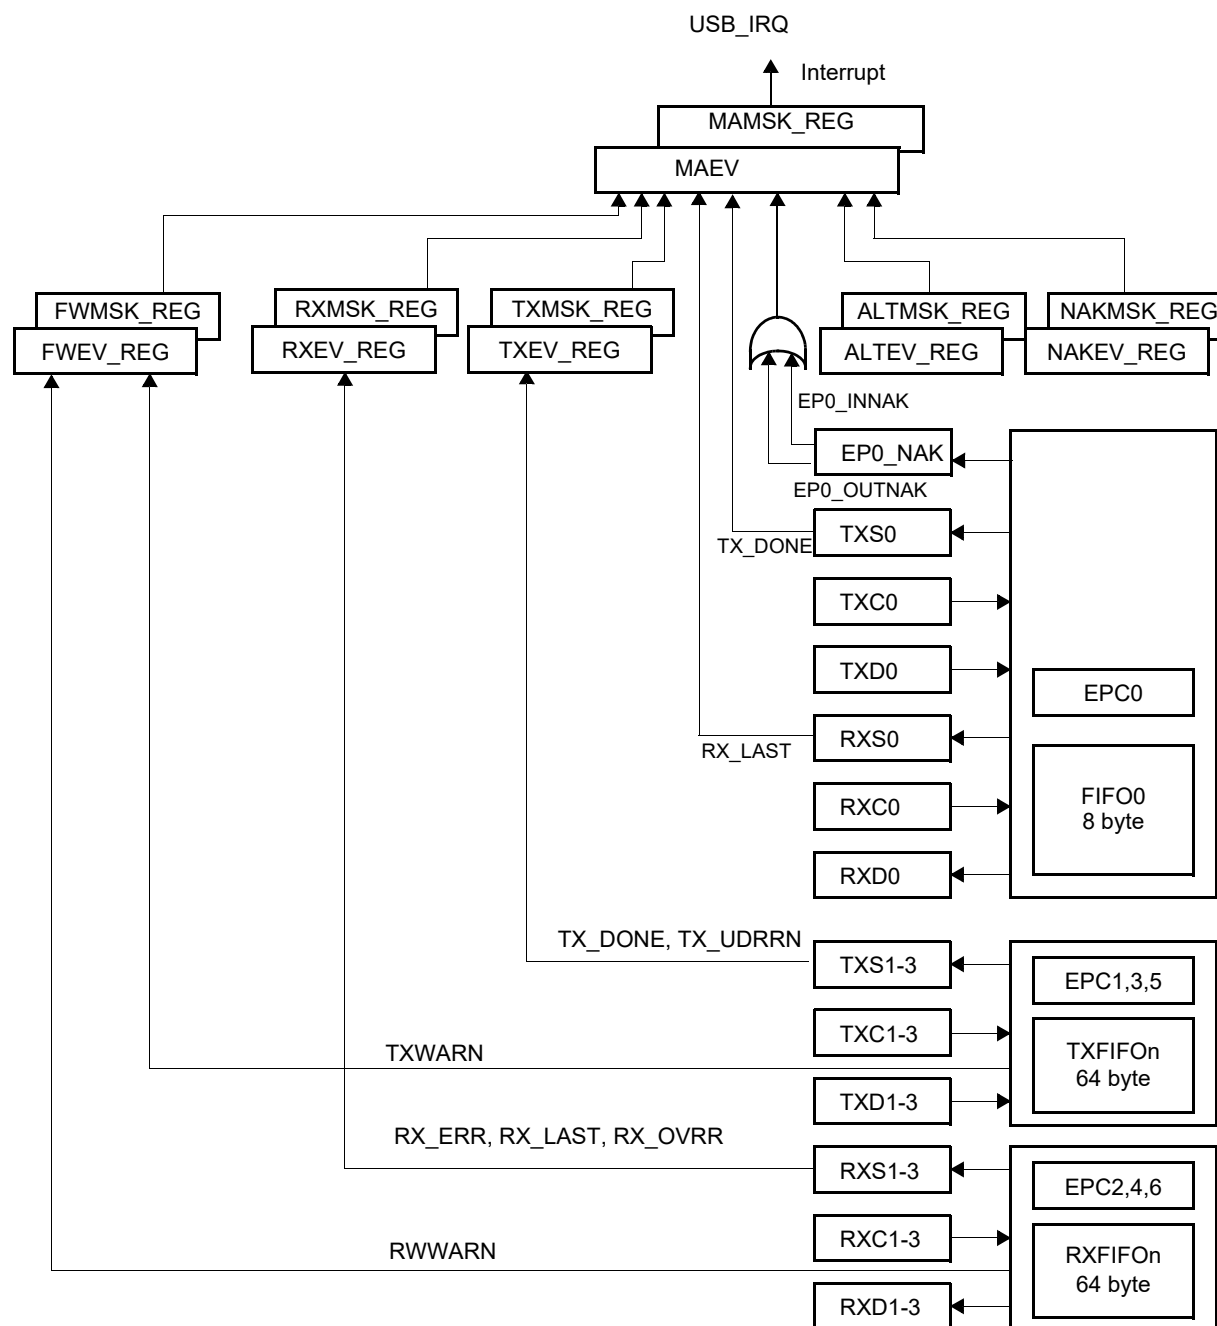 USB_IRQ
Interrupt
MAMSK_REG
MAEV
FWMSK_REG
RXMSK_REG
TXMSK_REG
ALTMSK_REG
NAKMSK_REG
FWEV_REG
RXEV_REG
TXEV_REG
ALTEV_REG
NAKEV_REG
EP0_INNAK
EP0_NAK
EP0_OUTNAK
TXS0
TX_DONE
TXC0
TXD0
EPC0
RXS0
RX_LAST
FIFO0
8 byte
RXC0
RXD0
TX_DONE, TX_UDRRN
TXS1-3
EPC1,3,5
TXC1-3
TXWARN
TXFIFOn
64 byte
TXD1-3
RX_ERR, RX_LAST, RX_OVRR
RXS1-3
EPC2,4,6
RXC1-3
RWWARN
RXFIFOn
64 byte
RXD1-3